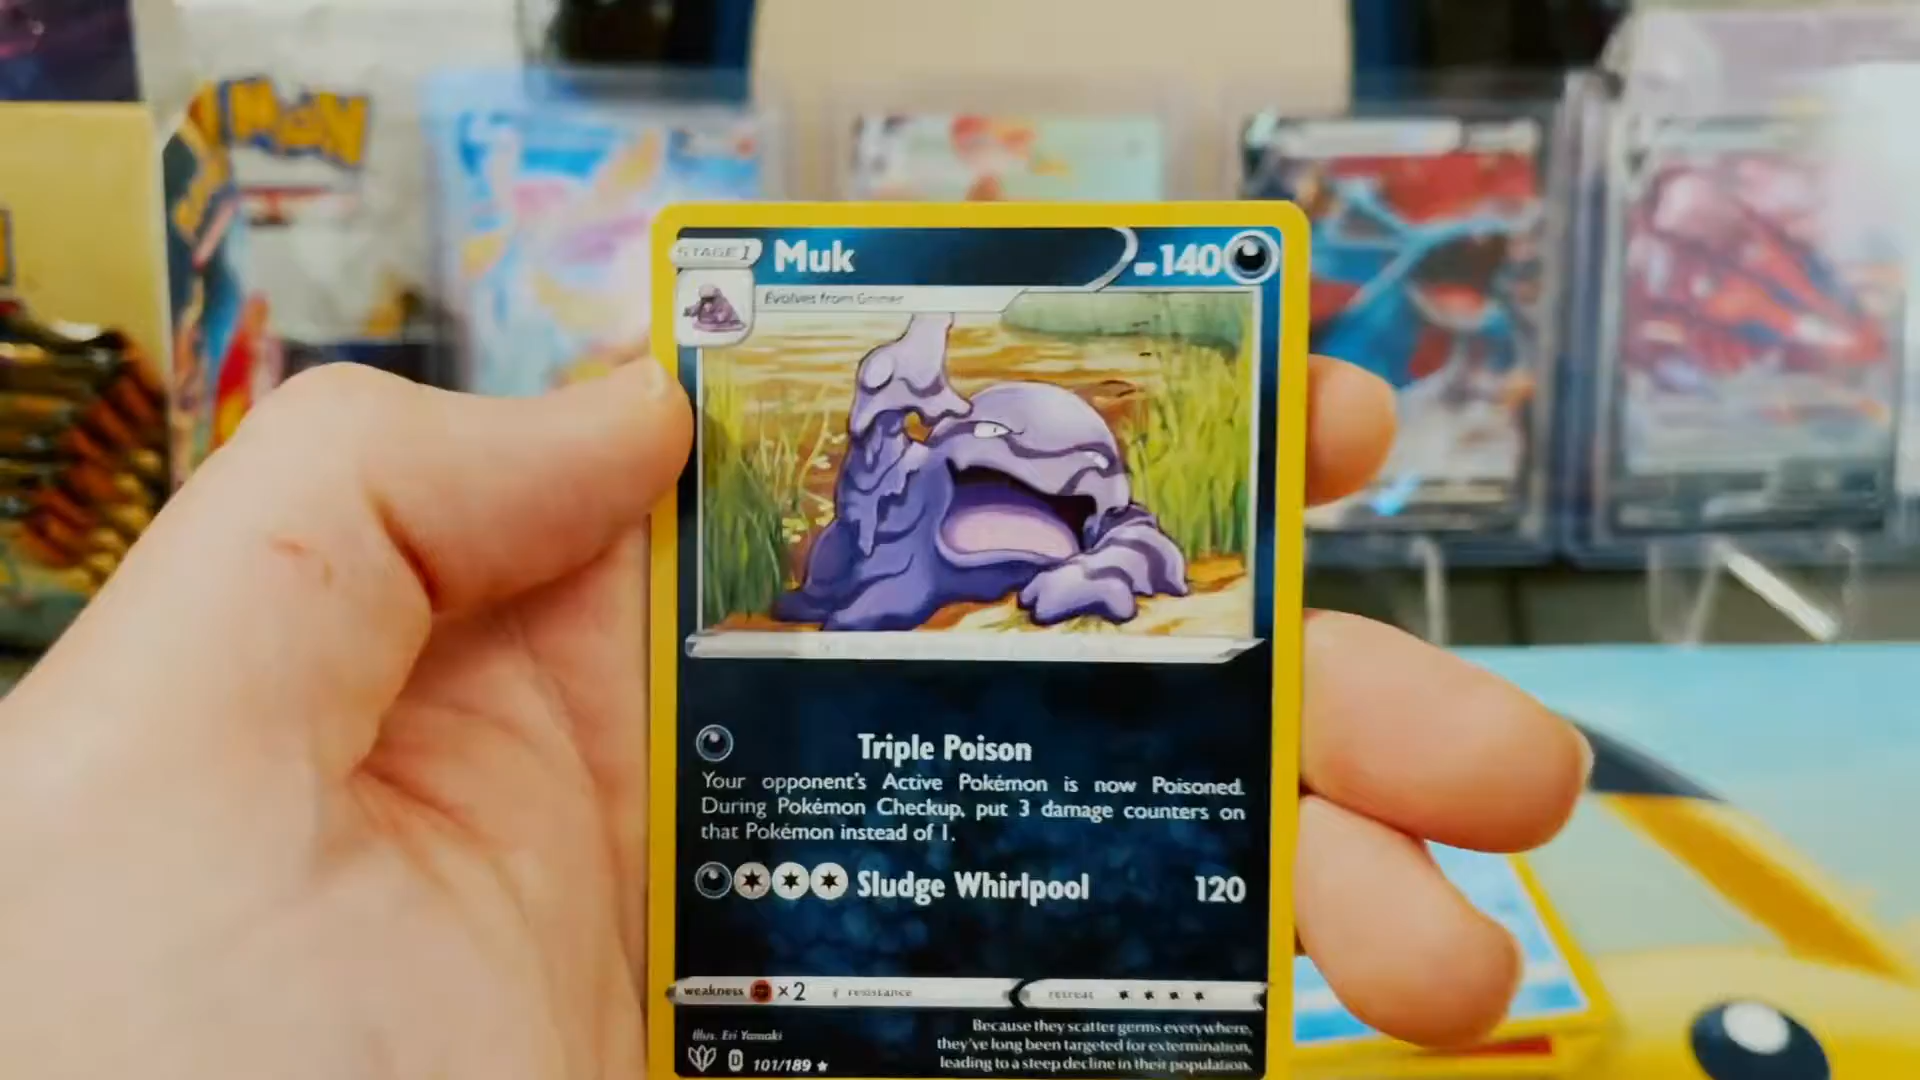 MON
STAGE 1 Muk 140
Evolves from Grimer
Triple Poison
Your opponent's Active Pokémon is now Poisoned.
During Pokémon Checkup, put 3 damage counters on
that Pokémon instead of 1.
Sludge Whirlpool 120
weakness ×2 resistance retreat
Illus. Eri Yamaki
D 101/189
Because they scatter germs everywhere,
they've long been targeted for extermination,
leading to a steep decline in their population.